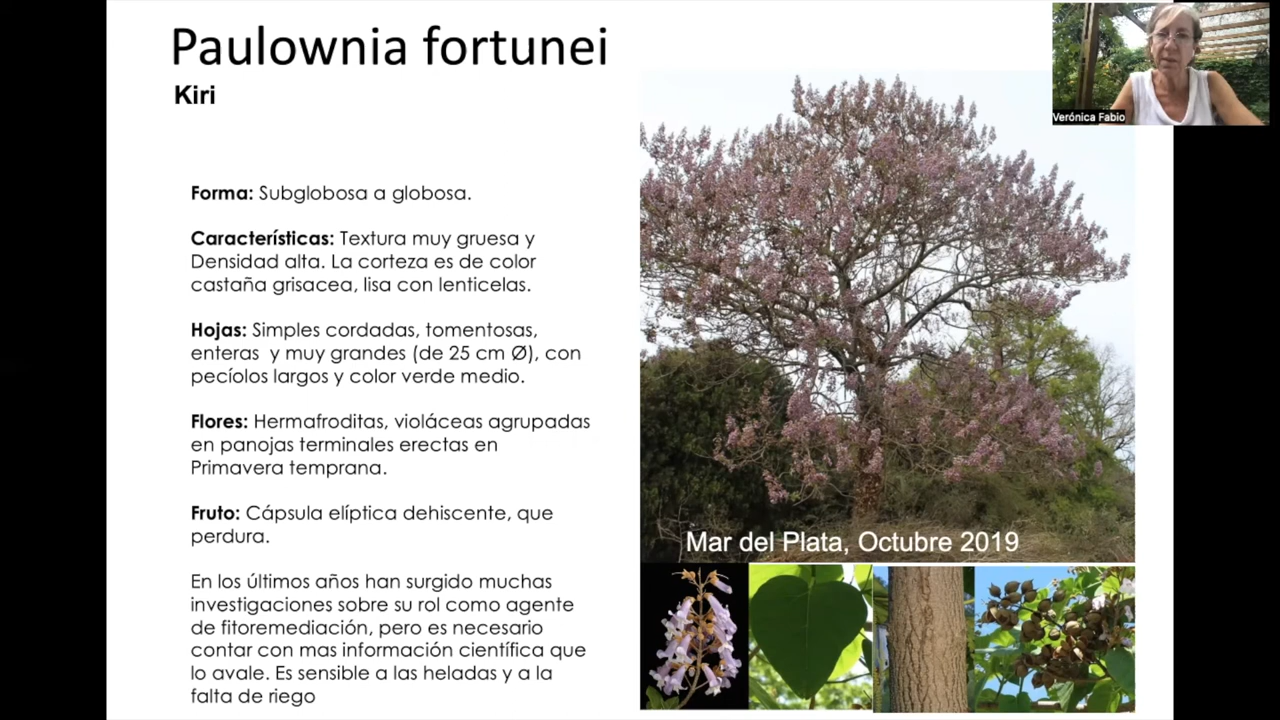 Paulownia fortunei
Kiri
Verónica Fabio
Forma: Subglobosa a globosa.
Características: Textura muy gruesa y
Densidad alta. La corteza es de color
castaña grisacea, lisa con lenticelas.
Hojas: Simples cordadas, tomentosas,
enteras y muy grandes (de 25 cm Ø), con
pecíolos largos y color verde medio.
Flores: Hermafroditas, violáceas agrupadas
en panojas terminales erectas en
Primavera temprana.
Fruto: Cápsula elíptica dehiscente, que
perdura.
En los últimos años han surgido muchas
investigaciones sobre su rol como agente
de fitoremediación, pero es necesario
contar con mas información científica que
lo avale. Es sensible a las heladas y a la
falta de riego
Mar del Plata, Octubre 2019